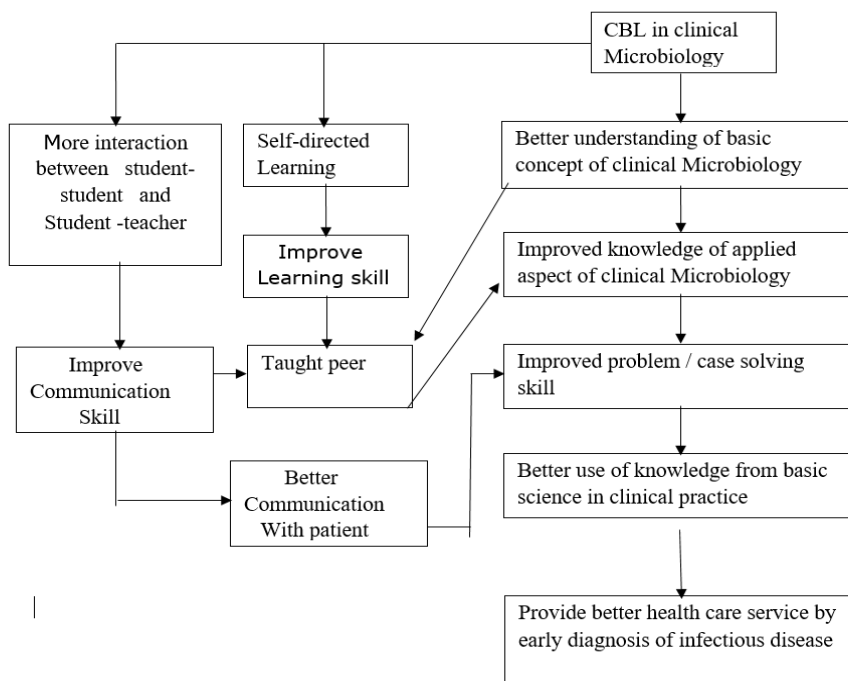 CBL in clinical
Microbiology
More interaction
between student-
student and
Student -teacher
Self-directed
Learning
Better understanding of basic
concept of clinical Microbiology
Improve
Learning skill
Improved knowledge of applied
aspect of clinical Microbiology
Improve
Communication
Skill
Taught peer
Improved problem / case solving
skill
Better
Communication
With patient
Better use of knowledge from basic
science in clinical practice
Provide better health care service by
early diagnosis of infectious disease